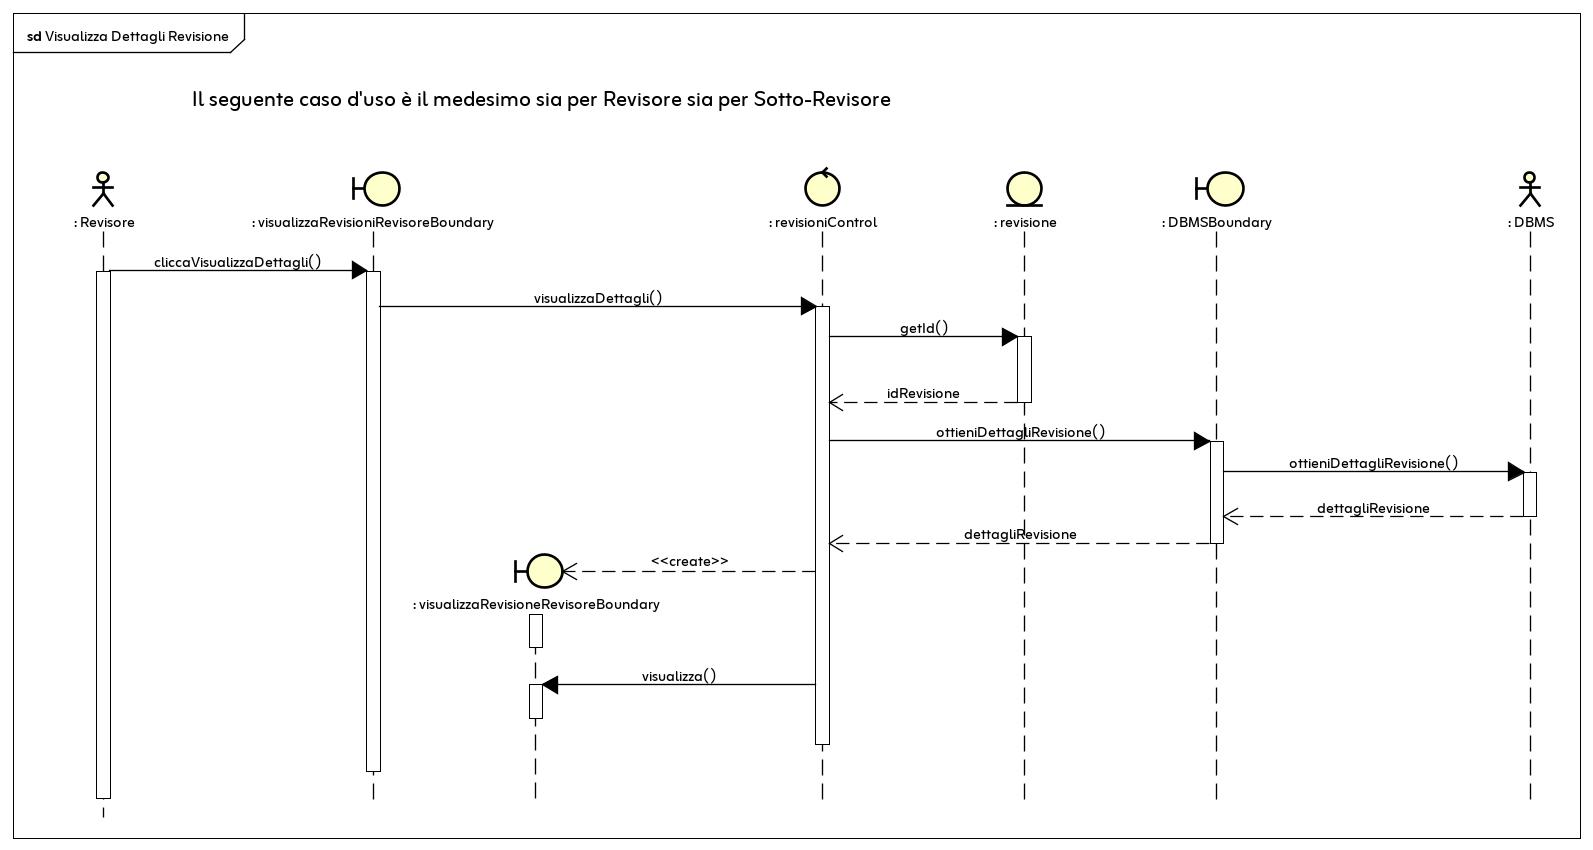 sd Visualizza Dettagli Revisione
Il seguente caso d'uso è il medesimo sia per Revisore sia per Sotto-Revisore
: Revisore
: visualizzaRevisioniRevisoreBoundary
: revisioniControl
: revisione
: DBMSBoundary
: DBMS
cliccaVisualizzaDettagli()
visualizzaDettagli()
getId()
idRevisione
ottieniDettagliRevisione()
ottieniDettagliRevisione()
dettagliRevisione
dettagliRevisione
<<create>>
: visualizzaRevisioneRevisoreBoundary
visualizza()